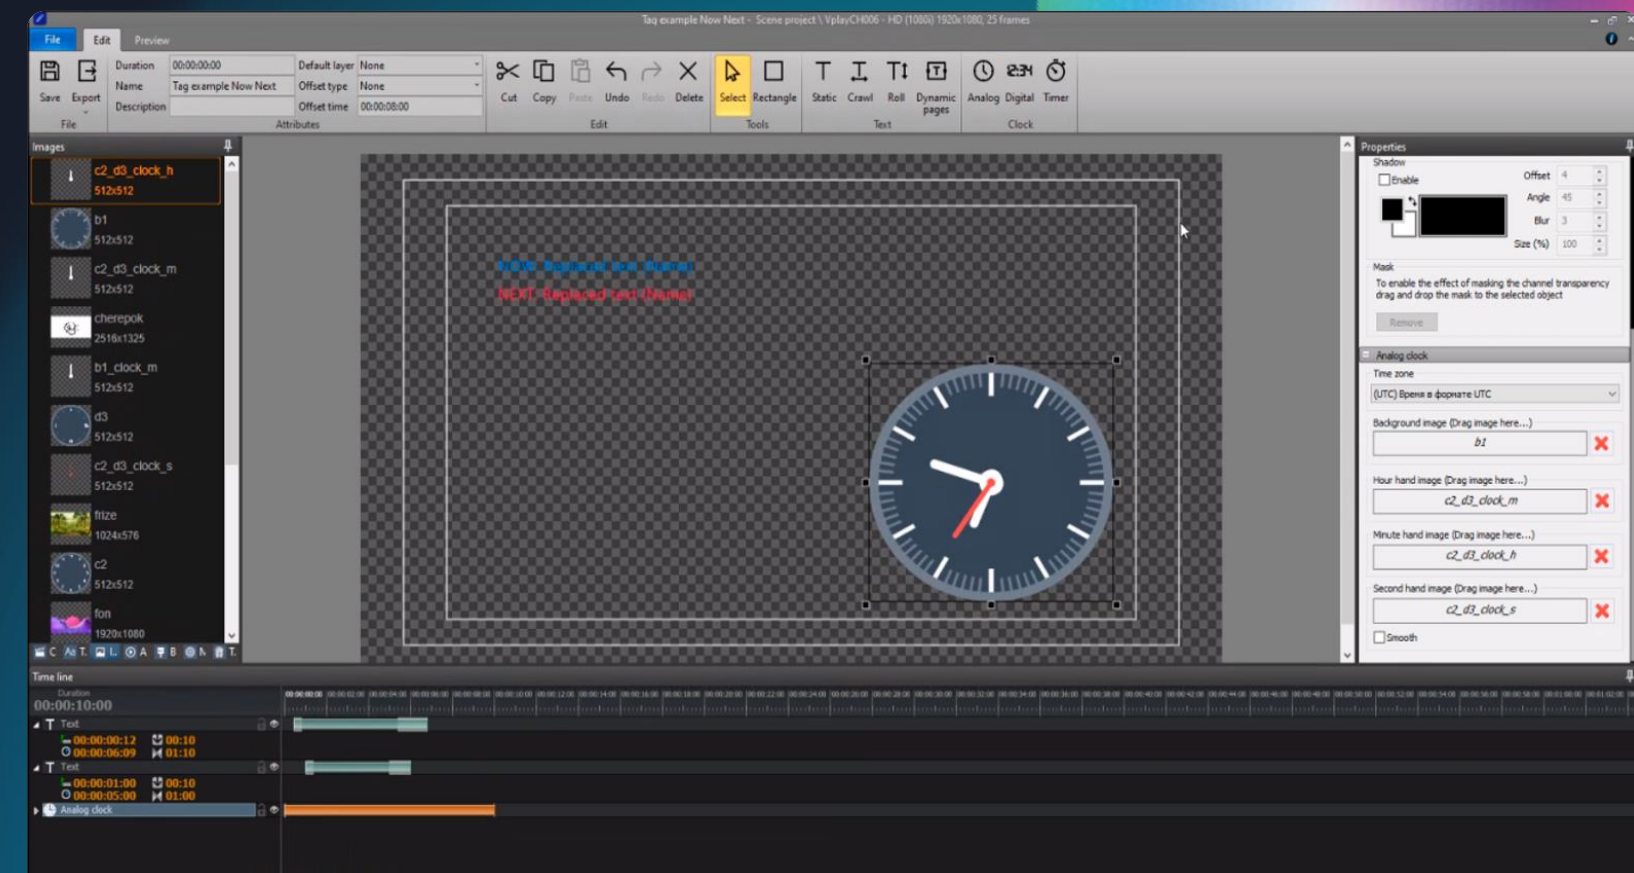 Tag example Now Next - Scene project \ VplayCH006 - HD (1080i) 1920x1080, 25 frames
File Edit Preview
Save Export
File
Duration 00:00:00:00
Name Tag example Now Next
Description
Default layer None
Offset type None
Offset time 00:00:08:00
Attributes
Cut Copy Paste Undo Redo Delete
Edit
Select Rectangle
Tools
Static Crawl Roll Dynamic pages
Text
Analog Digital Timer
Clock
Images
c2_d3_clock_h
512x512
b1
512x512
c2_d3_clock_m
512x512
cherepok
2516x1325
b1_clock_m
512x512
d3
512x512
c2_d3_clock_s
512x512
frize
1024x576
c2
512x512
fon
1920x1080
C T. I.. A B N T.
NOW: Replaced text (Name)
NEXT: Replaced text (Name)
Properties
Shadow
Enable
Offset 4
Angle 45
Blur 3
Size (%) 100
Mask
To enable the effect of masking the channel transparency
drag and drop the mask to the selected object
Remove
Analog clock
Time zone
(UTC) Время в формате UTC
Background image (Drag image here...)
b1
Hour hand image (Drag image here...)
c2_d3_clock_m
Minute hand image (Drag image here...)
c2_d3_clock_h
Second hand image (Drag image here...)
c2_d3_clock_s
Smooth
Time line
Duration
00:00:10:00
T Text
00:00:00:12 00:10
00:00:06:09 01:10
T Text
00:00:01:00 00:10
00:00:05:00 01:00
Analog clock